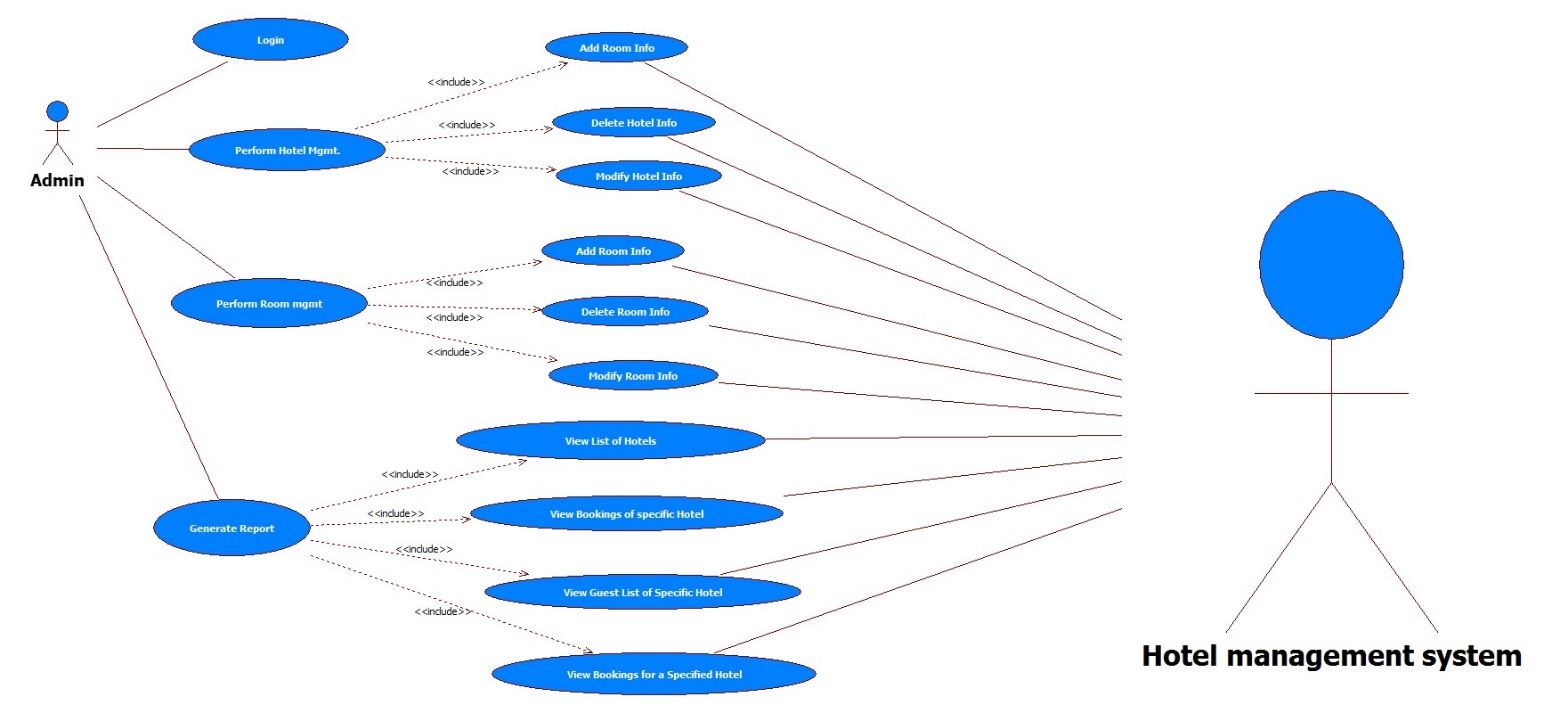 Login
Add Room Info
<<include>>
Delete Hotel Info
<<include>>
Perform Hotel Mgmt.
Modify Hotel Info
<<include>>
Admin
Add Room Info
<<include>>
Perform Room mgmt
Delete Room Info
<<include>>
<<include>>
Modify Room Info
View List of Hotels
<<include>>
<<include>>
View Bookings of specific Hotel
Generate Report
<<include>>
View Guest List of Specific Hotel
<<include>>
View Bookings for a Specified Hotel
Hotel management system